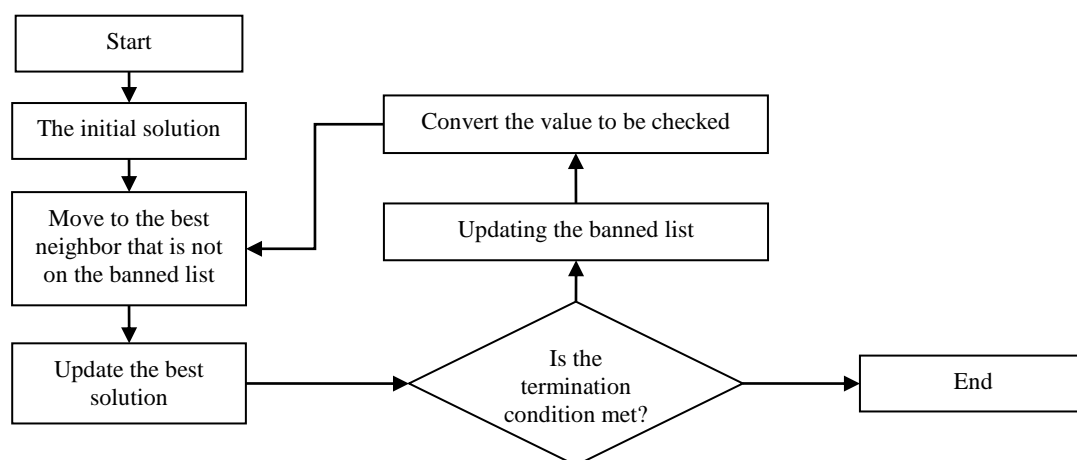 Start
The initial solution
Move to the best
neighbor that is not
on the banned list
Update the best
solution
Convert the value to be checked
Updating the banned list
Is the
termination
condition met?
End